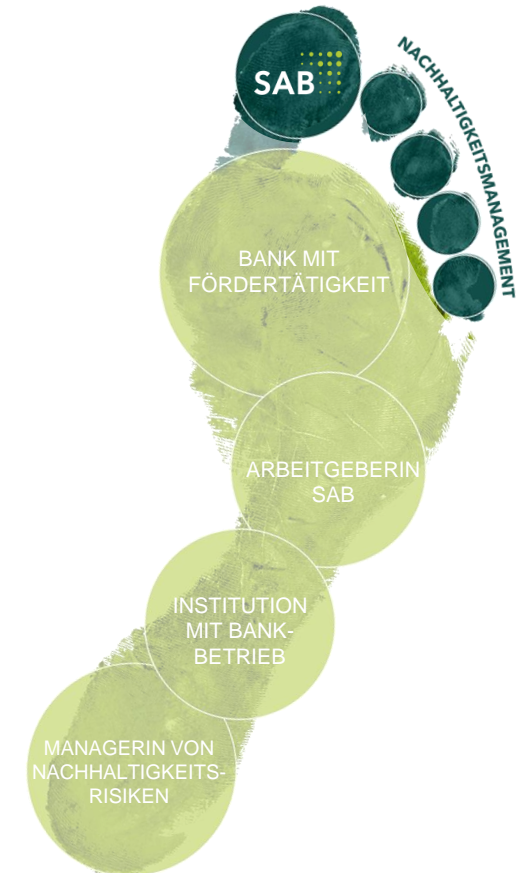 SAB
NACHHALTIGKEITSMANAGEMENT
BANK MIT
FÖRDERTÄTIGKEIT
ARBEITGEBERIN
SAB
INSTITUTION
MIT BANK-
BETRIEB
MANAGERIN VON
NACHHALTIGKEITS-
RISIKEN